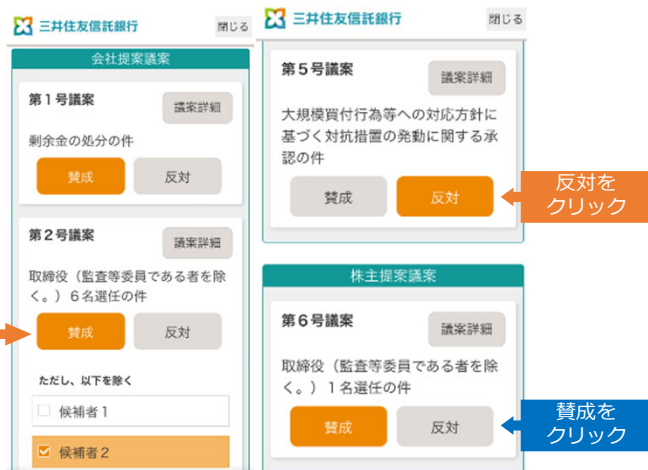 三井住友信託銀行
閉じる
会社提案議案
第1号議案
議案詳細
剰余金の処分の件
賛成
反対
第2号議案
議案詳細
取締役(監査等委員である者を除
く。)6名選任の件
賛成
反対
ただし、以下を除く
候補者1
候補者2
三井住友信託銀行
閉じる
第5号議案
議案詳細
大規模買付行為等への対応方針に
基づく対抗措置の発動に関する承
認の件
賛成
反対
反対を
クリック
株主提案議案
第6号議案
議案詳細
取締役(監査等委員である者を除
く。)1名選任の件
賛成
反対
賛成を
クリック